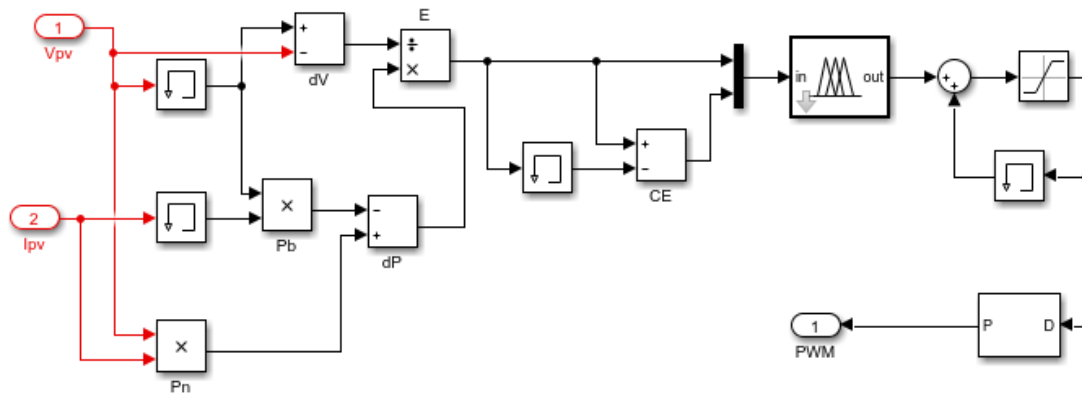 1
Vpv
+
−
dV
E
÷
×
in
out
+
+
+
−
CE
2
Ipv
×
Pb
−
+
dP
×
Pn
1
PWM
P
D